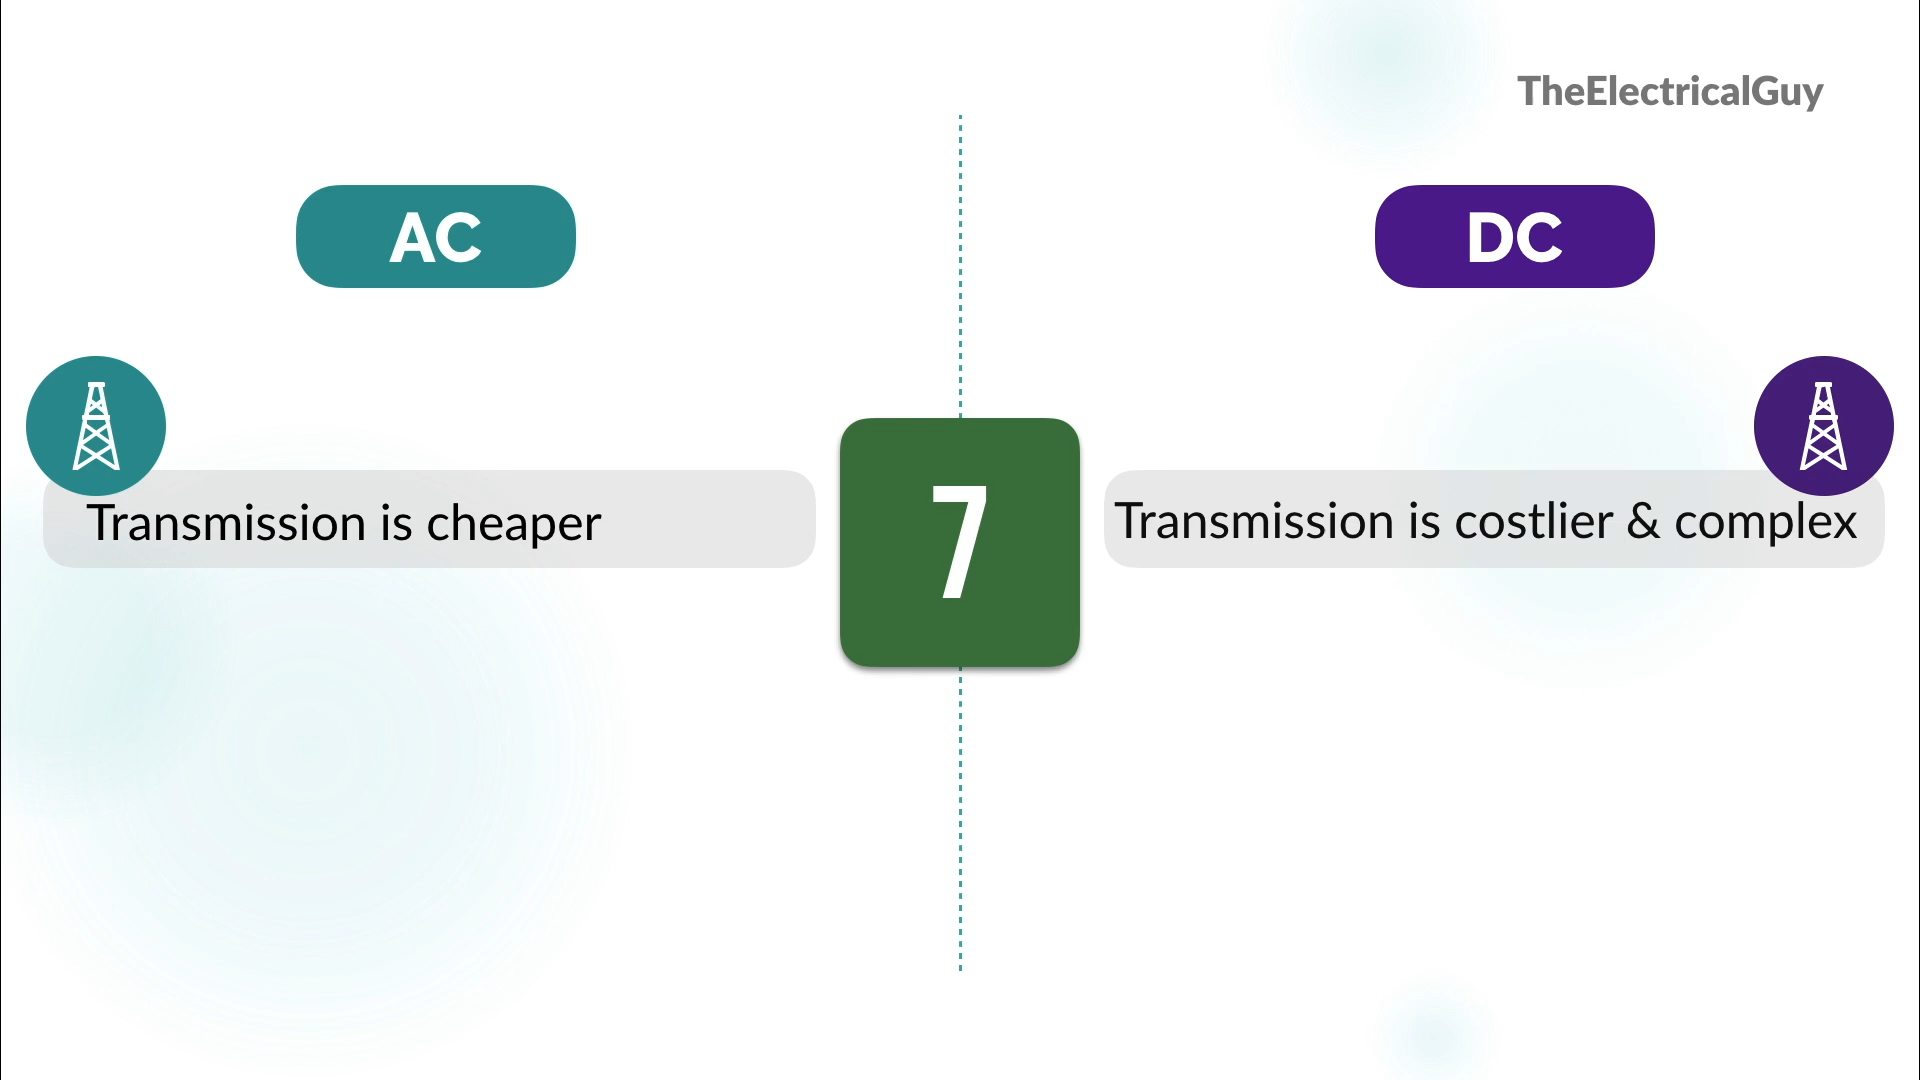 TheElectricalGuy
AC
DC
Transmission is cheaper
7
Transmission is costlier & complex